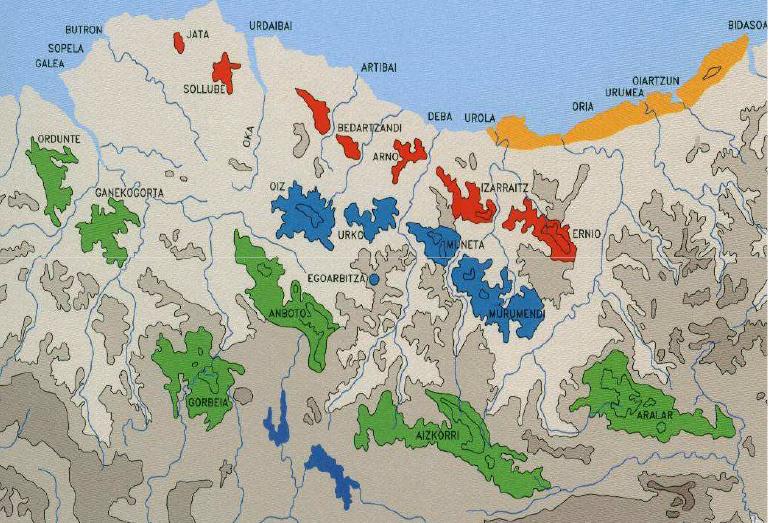 BIDASOA
BUTRON
URDAIBAI
JATA
SOPELA
GALEA
ARTIBAI
OIARTZUN
SOLLUBE
URUMEA
ORIA
DEBA
UROLA
BEDARTZANDI
OKA
ORDUNTE
ARNO
OIZ
IZARRAITZ
GANEKOGORTA
URKO
ERNIO
MUNETA
EGOARBITZA
ANBOTO
MURUMENDI
GORBEIA
ARALAR
AIZKORRI